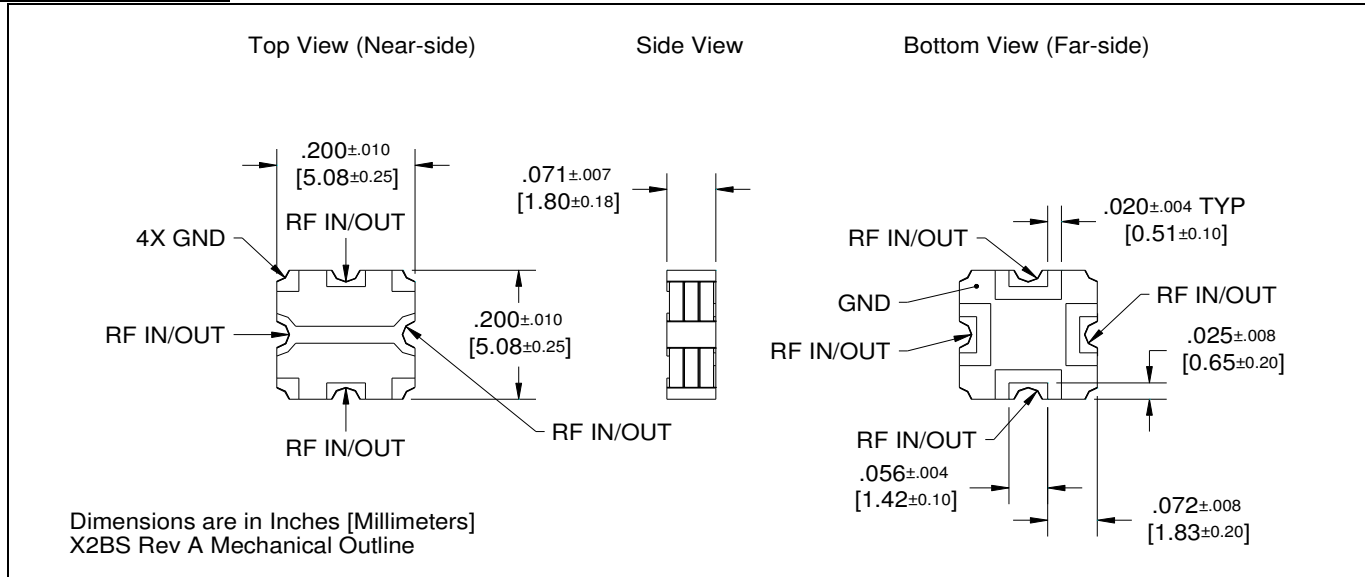 Top View (Near-side)
Side View
Bottom View (Far-side)
.200±.010
[5.08±0.25]
RF IN/OUT
4X GND
RF IN/OUT
.200±.010
[5.08±0.25]
RF IN/OUT
RF IN/OUT
.071±.007
[1.80±0.18]
.020±.004 TYP
[0.51±0.10]
RF IN/OUT
GND
RF IN/OUT
RF IN/OUT
.025±.008
[0.65±0.20]
RF IN/OUT
.056±.004
[1.42±0.10]
.072±.008
[1.83±0.20]
Dimensions are in Inches [Millimeters]
X2BS Rev A Mechanical Outline